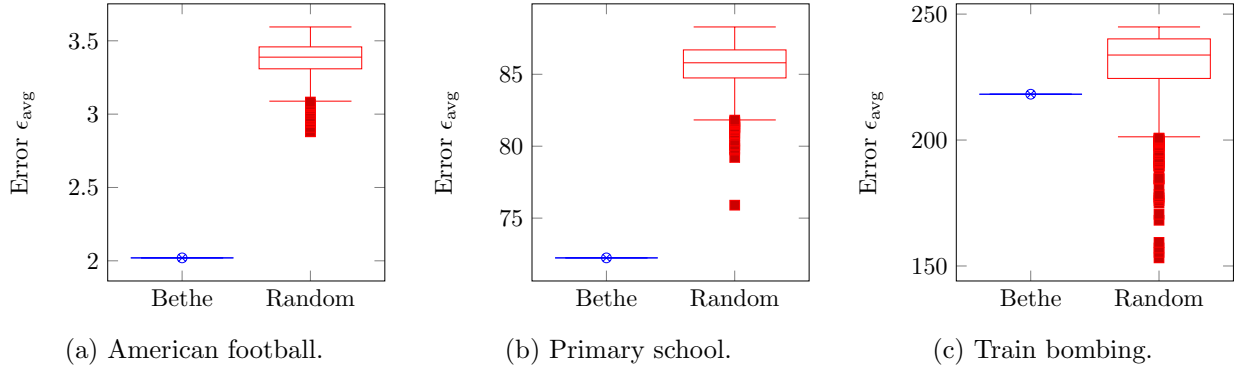 3.5
3
2.5
2
Error ϵavg
Bethe Random
(a) American football.
85
80
75
Error ϵavg
Bethe Random
(b) Primary school.
250
200
150
Error ϵavg
Bethe Random
(c) Train bombing.